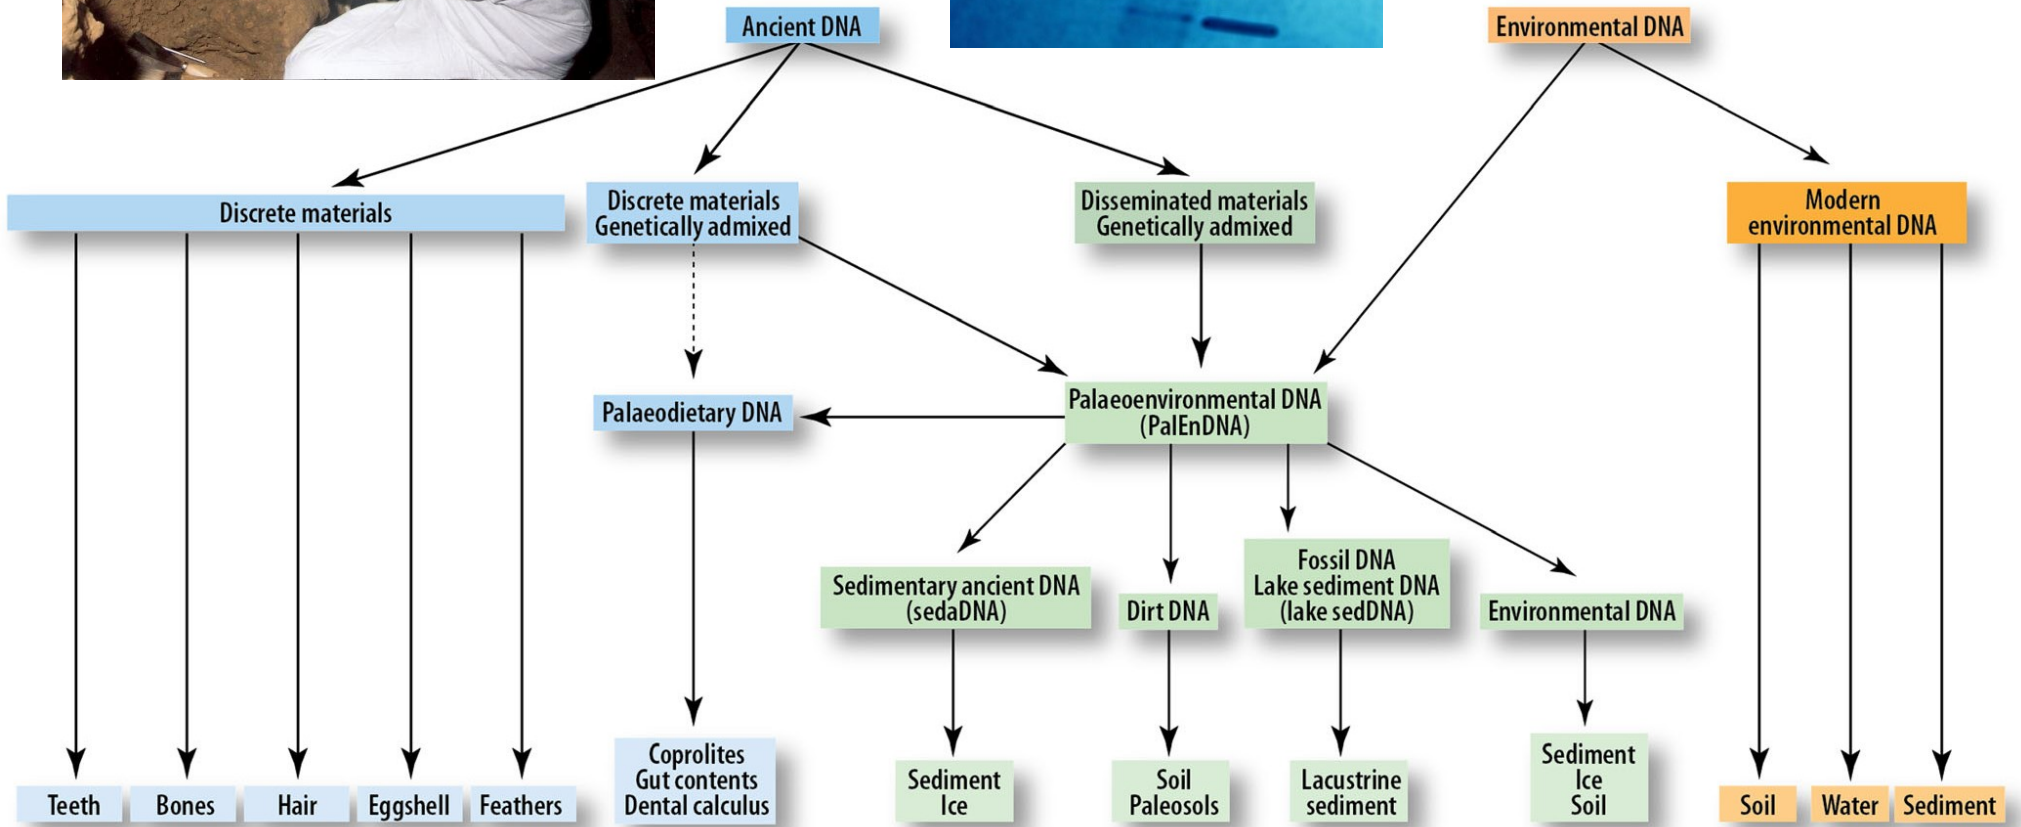 Ancient DNA
Environmental DNA
Discrete materials
Discrete materials
Genetically admixed
Disseminated materials
Genetically admixed
Modern
environmental DNA
Palaeodietary DNA
Palaeoenvironmental DNA
(PalEnDNA)
Sedimentary ancient DNA
(sedaDNA)
Dirt DNA
Fossil DNA
Lake sediment DNA
(lake sedDNA)
Environmental DNA
Teeth
Bones
Hair
Eggshell
Feathers
Coprolites
Gut contents
Dental calculus
Sediment
Ice
Soil
Paleosols
Lacustrine
sediment
Sediment
Ice
Soil
Soil
Water
Sediment